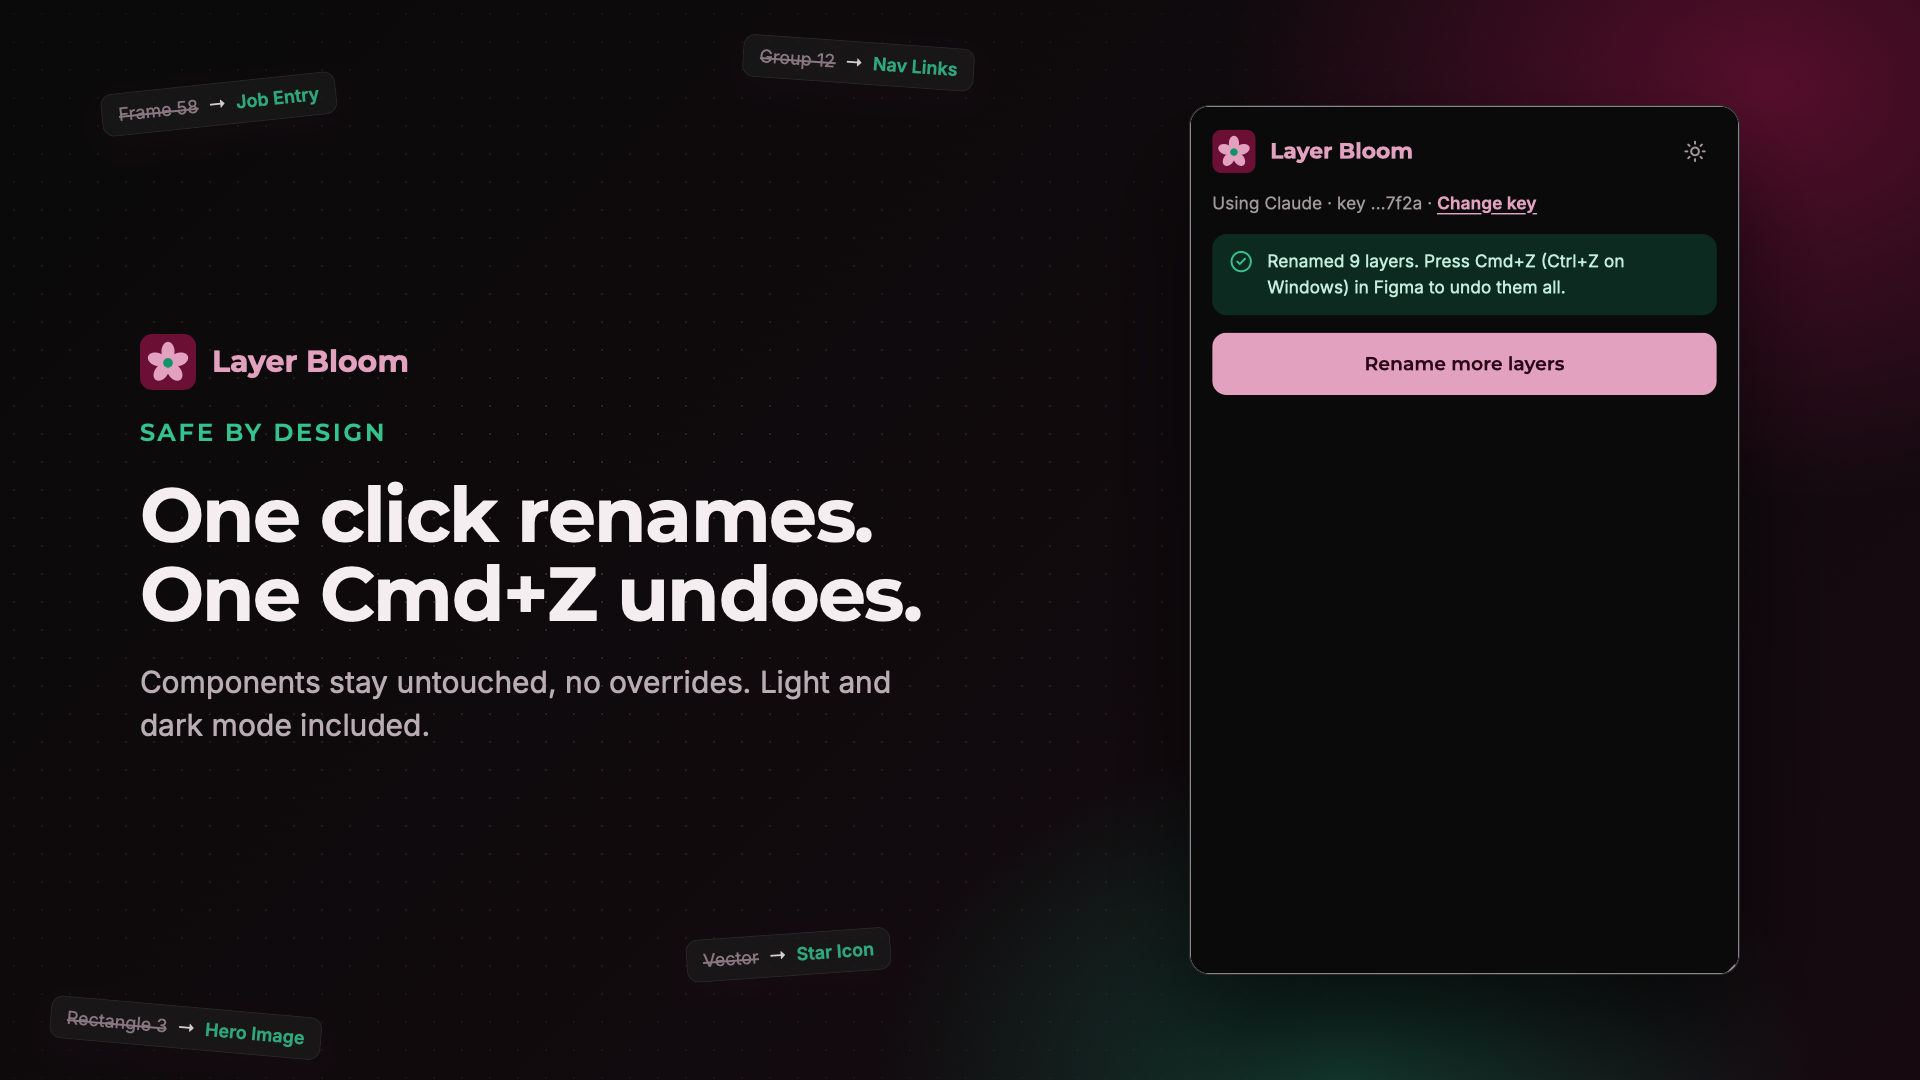 Frame 58 → Job Entry
Group 12 → Nav Links
Layer Bloom
SAFE BY DESIGN
One click renames.
One Cmd+Z undoes.
Components stay untouched, no overrides. Light and
dark mode included.
Vector → Star Icon
Rectangle 3 → Hero Image
Layer Bloom
Using Claude · key ...7f2a · Change key
Renamed 9 layers. Press Cmd+Z (Ctrl+Z on
Windows) in Figma to undo them all.
Rename more layers